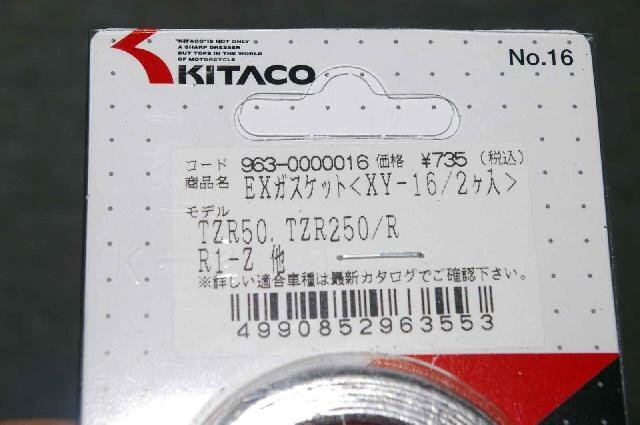 "KITACO" IS NOT ONLY
A SHARP DRESSER
BUT TOPS IN THE WORLD
OF MOTORCYCLE
KITACO
No.16
コード 963-0000016 価格 ¥735 (税込)
商品名 EXガスケット<XY-16/2ヶ入>
モデル
TZR50, TZR250/R
R1-Z 他
※詳しい適合車種は最新カタログでご確認下さい。
4990852963553